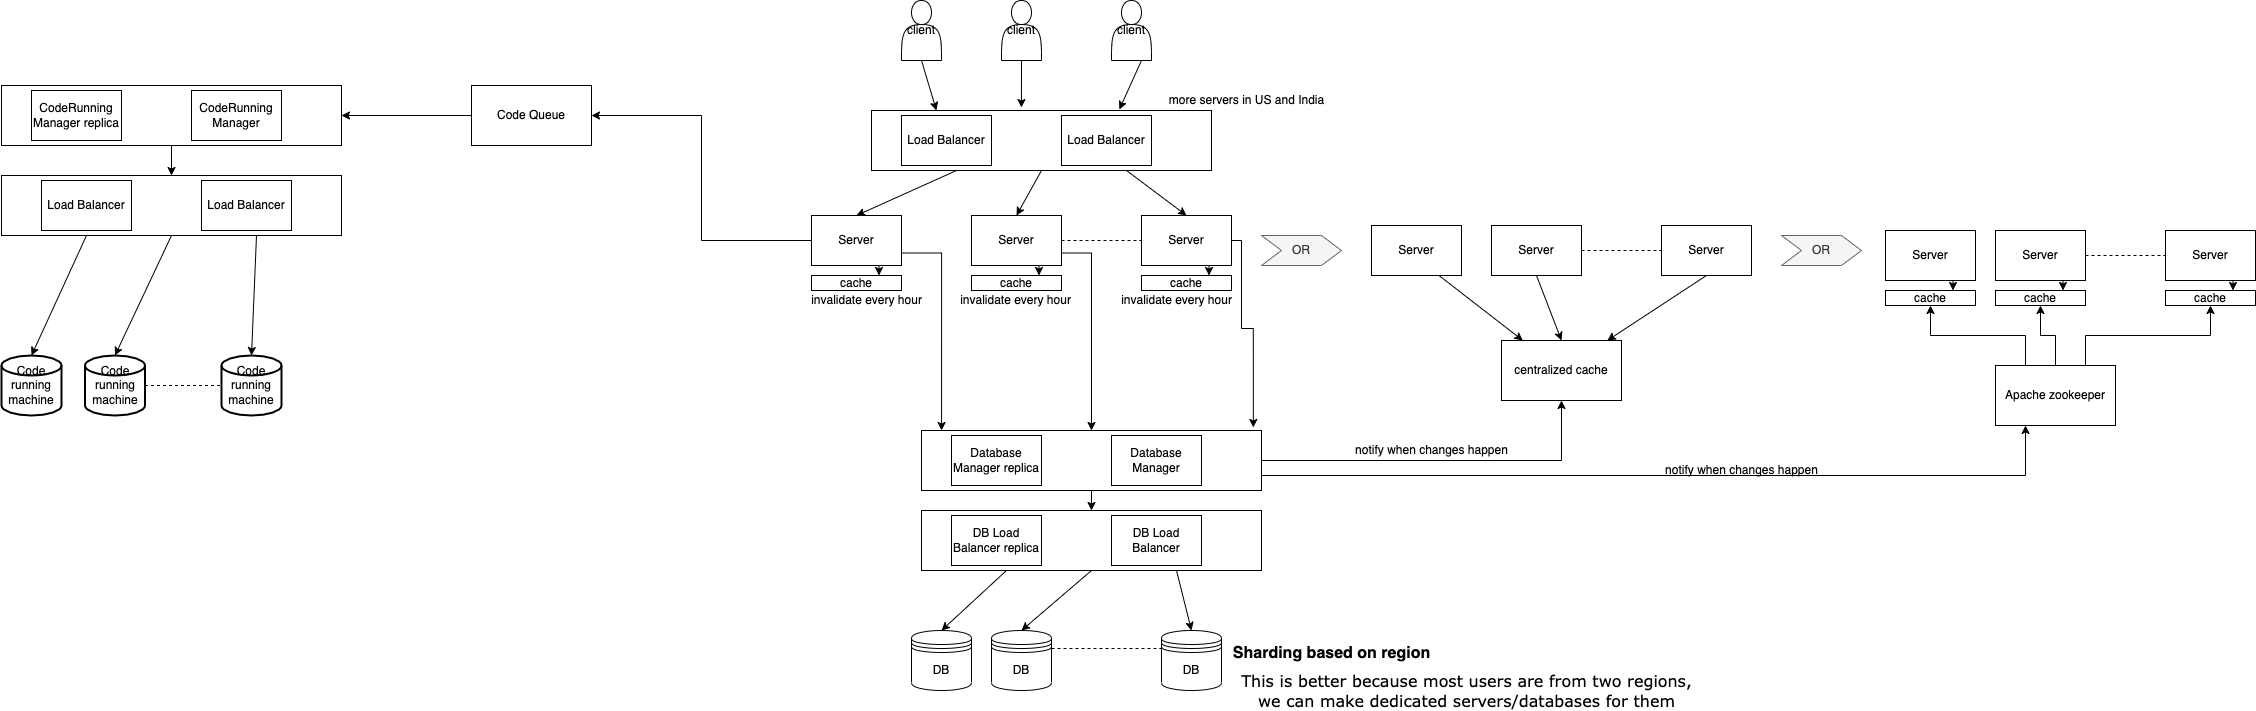 client
client
client
more servers in US and India
CodeRunning
Manager replica
CodeRunning
Manager
Code Queue
Load Balancer
Load Balancer
Load Balancer
Load Balancer
Server
Server
Server
OR
Server
Server
Server
OR
Server
Server
Server
cache
cache
cache
invalidate every hour
invalidate every hour
invalidate every hour
cache
cache
cache
Code
running
machine
Code
running
machine
Code
running
machine
centralized cache
Apache zookeeper
Database
Manager replica
Database
Manager
notify when changes happen
notify when changes happen
DB Load
Balancer replica
DB Load
Balancer
DB
DB
DB
Sharding based on region
This is better because most users are from two regions,
we can make dedicated servers/databases for them